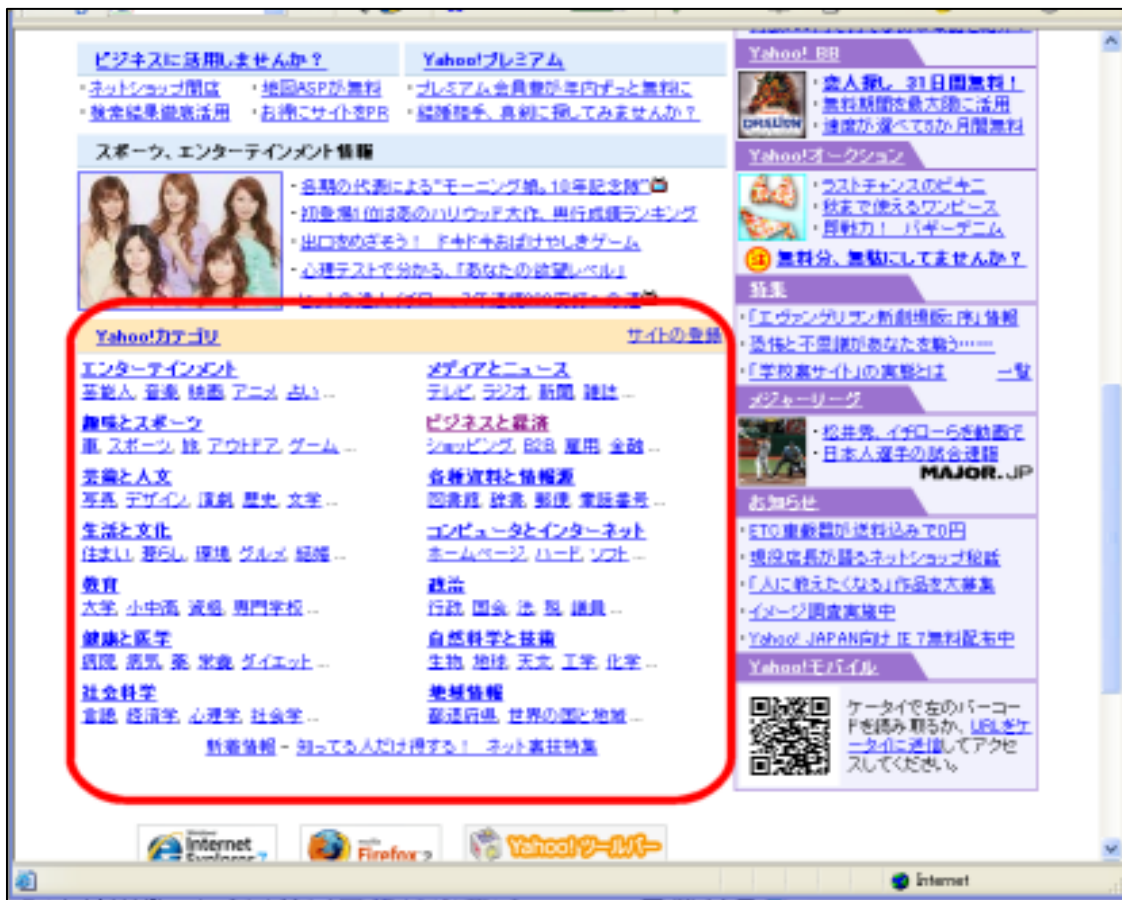 ビジネスに活用しませんか？
Yahoo!プレミアム
・ネットショップ開店 ・地図ASPが無料
・プレミアム会員費が年内ずっと無料に
・検索結果徹底活用 ・お得にサイトをPR
・結婚相手、真剣に探してみませんか？
スポーツ、エンターテインメント情報
・各期の代表による"モーニング娘。10年記念隊"
・初登場1位はあのハリウッド大作、興行成績ランキング
・出口をめざそう！ ドキドキおばけやしきゲーム
・心理テストで分かる、「あなたの欲望レベル」
Yahoo!カテゴリ
サイトの登録
エンターテインメント
芸能人, 音楽, 映画, アニメ, 占い...
趣味とスポーツ
車, スポーツ, 旅, アウトドア, ゲーム...
芸術と人文
写真, デザイン, 演劇, 歴史, 文学...
生活と文化
住まい, 暮らし, 環境, グルメ, 結婚...
教育
大学, 小中高, 資格, 専門学校...
健康と医学
病院, 病気, 薬, 栄養, ダイエット...
社会科学
言語, 経済学, 心理学, 社会学...
メディアとニュース
テレビ, ラジオ, 新聞, 雑誌...
ビジネスと経済
ショッピング, B2B, 雇用, 金融...
各種資料と情報源
図書館, 辞書, 郵便, 電話番号...
コンピュータとインターネット
ホームページ, ハード, ソフト...
政治
行政, 国会, 法, 税, 議員...
自然科学と技術
生物, 地球, 天文, 工学, 化学...
地域情報
都道府県, 世界の国と地域...
新着情報 - 知ってる人だけ得する！ ネット裏技特集
Yahoo! BB
・恋人探し、31日間無料！
・無料期間を最大限に活用
・速度が選べて5か月間無料
Yahoo!オークション
・ラストチャンスのビキニ
・秋まで使えるワンピース
・即戦力！ バギーデニム
注 無料分、無駄にしてませんか？
特集
・「エヴァンゲリヲン新劇場版:序」情報
・恐怖と不思議があなたを襲う……
・「学校裏サイト」の実態とは 一覧
メジャーリーグ
・松井秀、イチローらを動画で
・日本人選手の試合速報
MAJOR.JP
お知らせ
・ETC車載器が送料込みで0円
・現役店長が語るネットショップ秘話
・「人に教えたくなる」作品を大募集
・イメージ調査実施中
・Yahoo! JAPAN向け IE 7無料配布中
Yahoo!モバイル
ケータイで左のバーコー
ドを読み取るか、URLをケ
ータイに送信してアクセ
スしてください。
Windows
Internet
Explorer 7
mozilla
Firefox 2
Yahoo!ツールバー
Internet